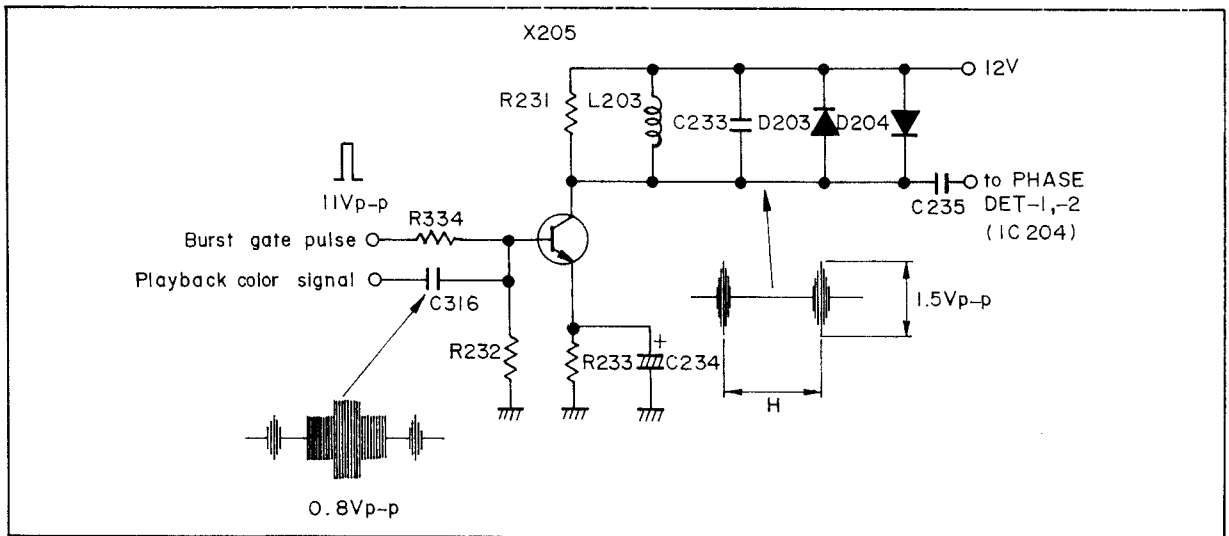 X205
12V
R231
L203
C233
D203
D204
11Vp-p
C235
to PHASE
DET-1,-2
(IC204)
R334
Burst gate pulse
Playback color signal
C316
1.5Vp-p
R232
R233
+
C234
H
0.8Vp-p